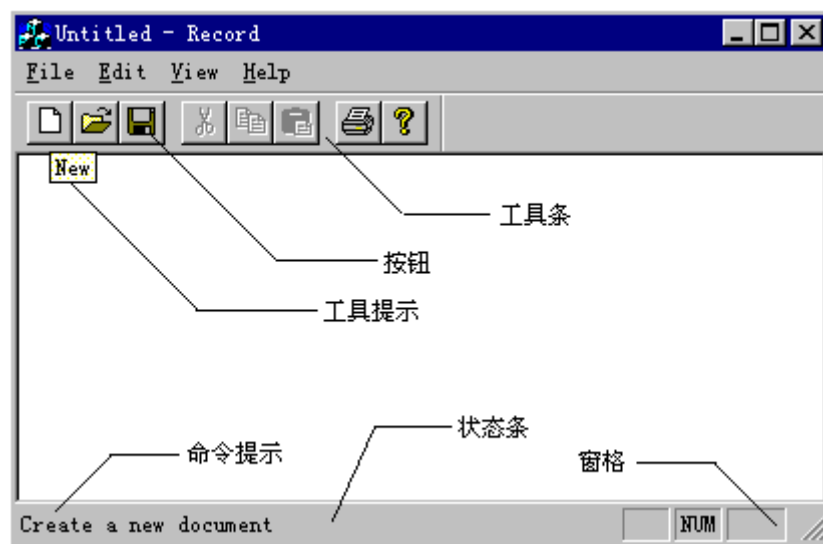 Untitled - Record
File Edit View Help
New
工具条
按钮
工具提示
状态条
命令提示
窗格
Create a new document
NUM